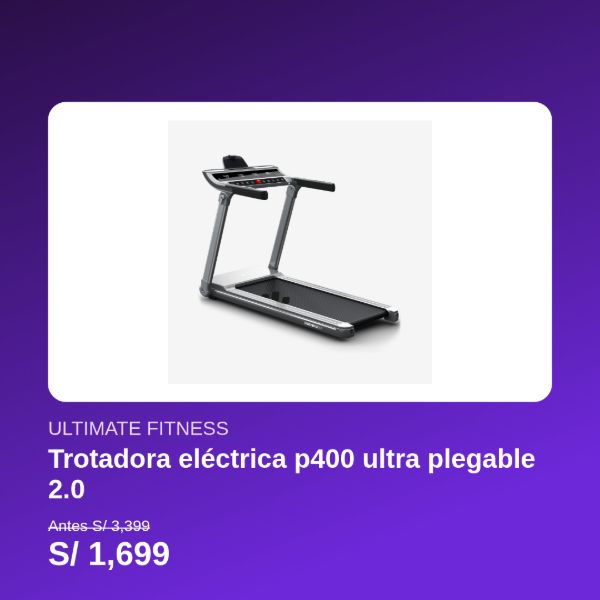 ULTIMATE FITNESS
Trotadora eléctrica p400 ultra plegable
2.0
Antes S/ 3,399
S/ 1,699